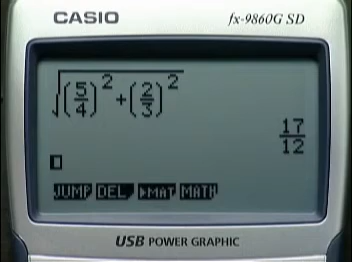 CASIO fx-9860G SD
√((5/4)²+(2/3)²)
17/12
JUMP DEL ▶MAT MATH
USB POWER GRAPHIC